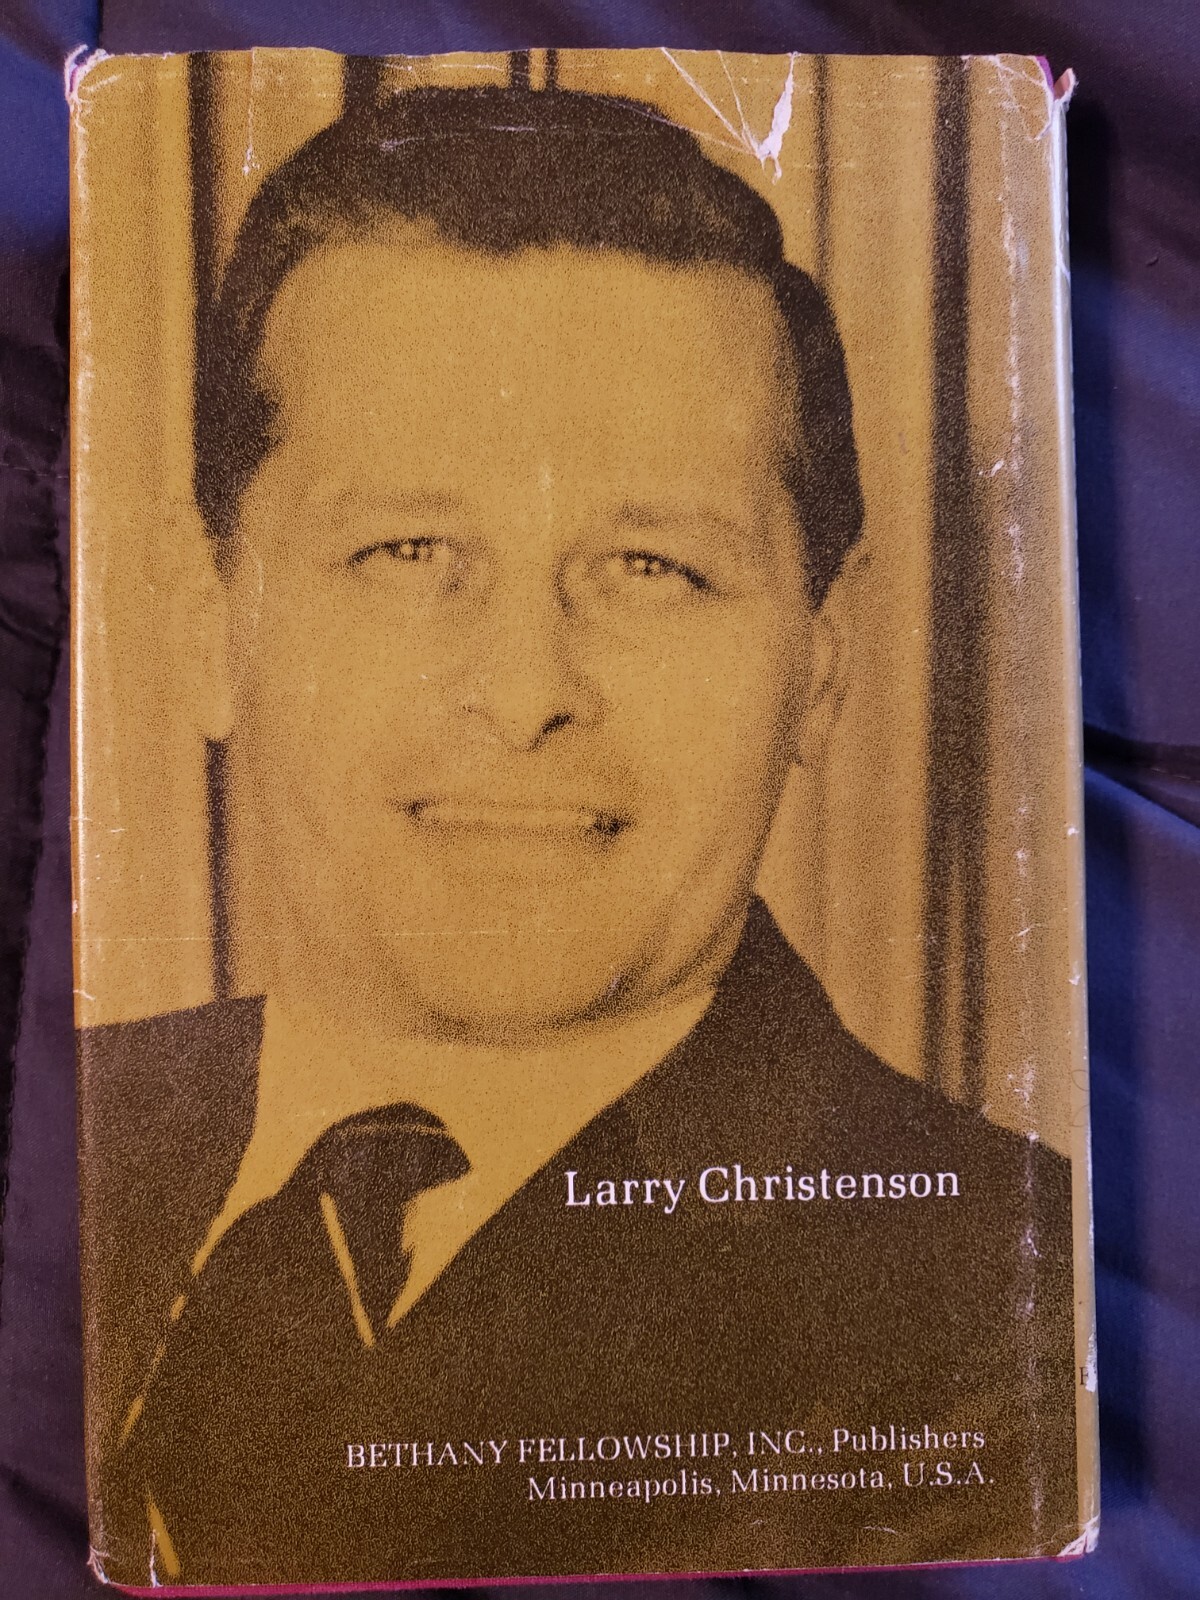 Larry Christenson
BETHANY FELLOWSHIP, INC., Publishers
Minneapolis, Minnesota, U.S.A.